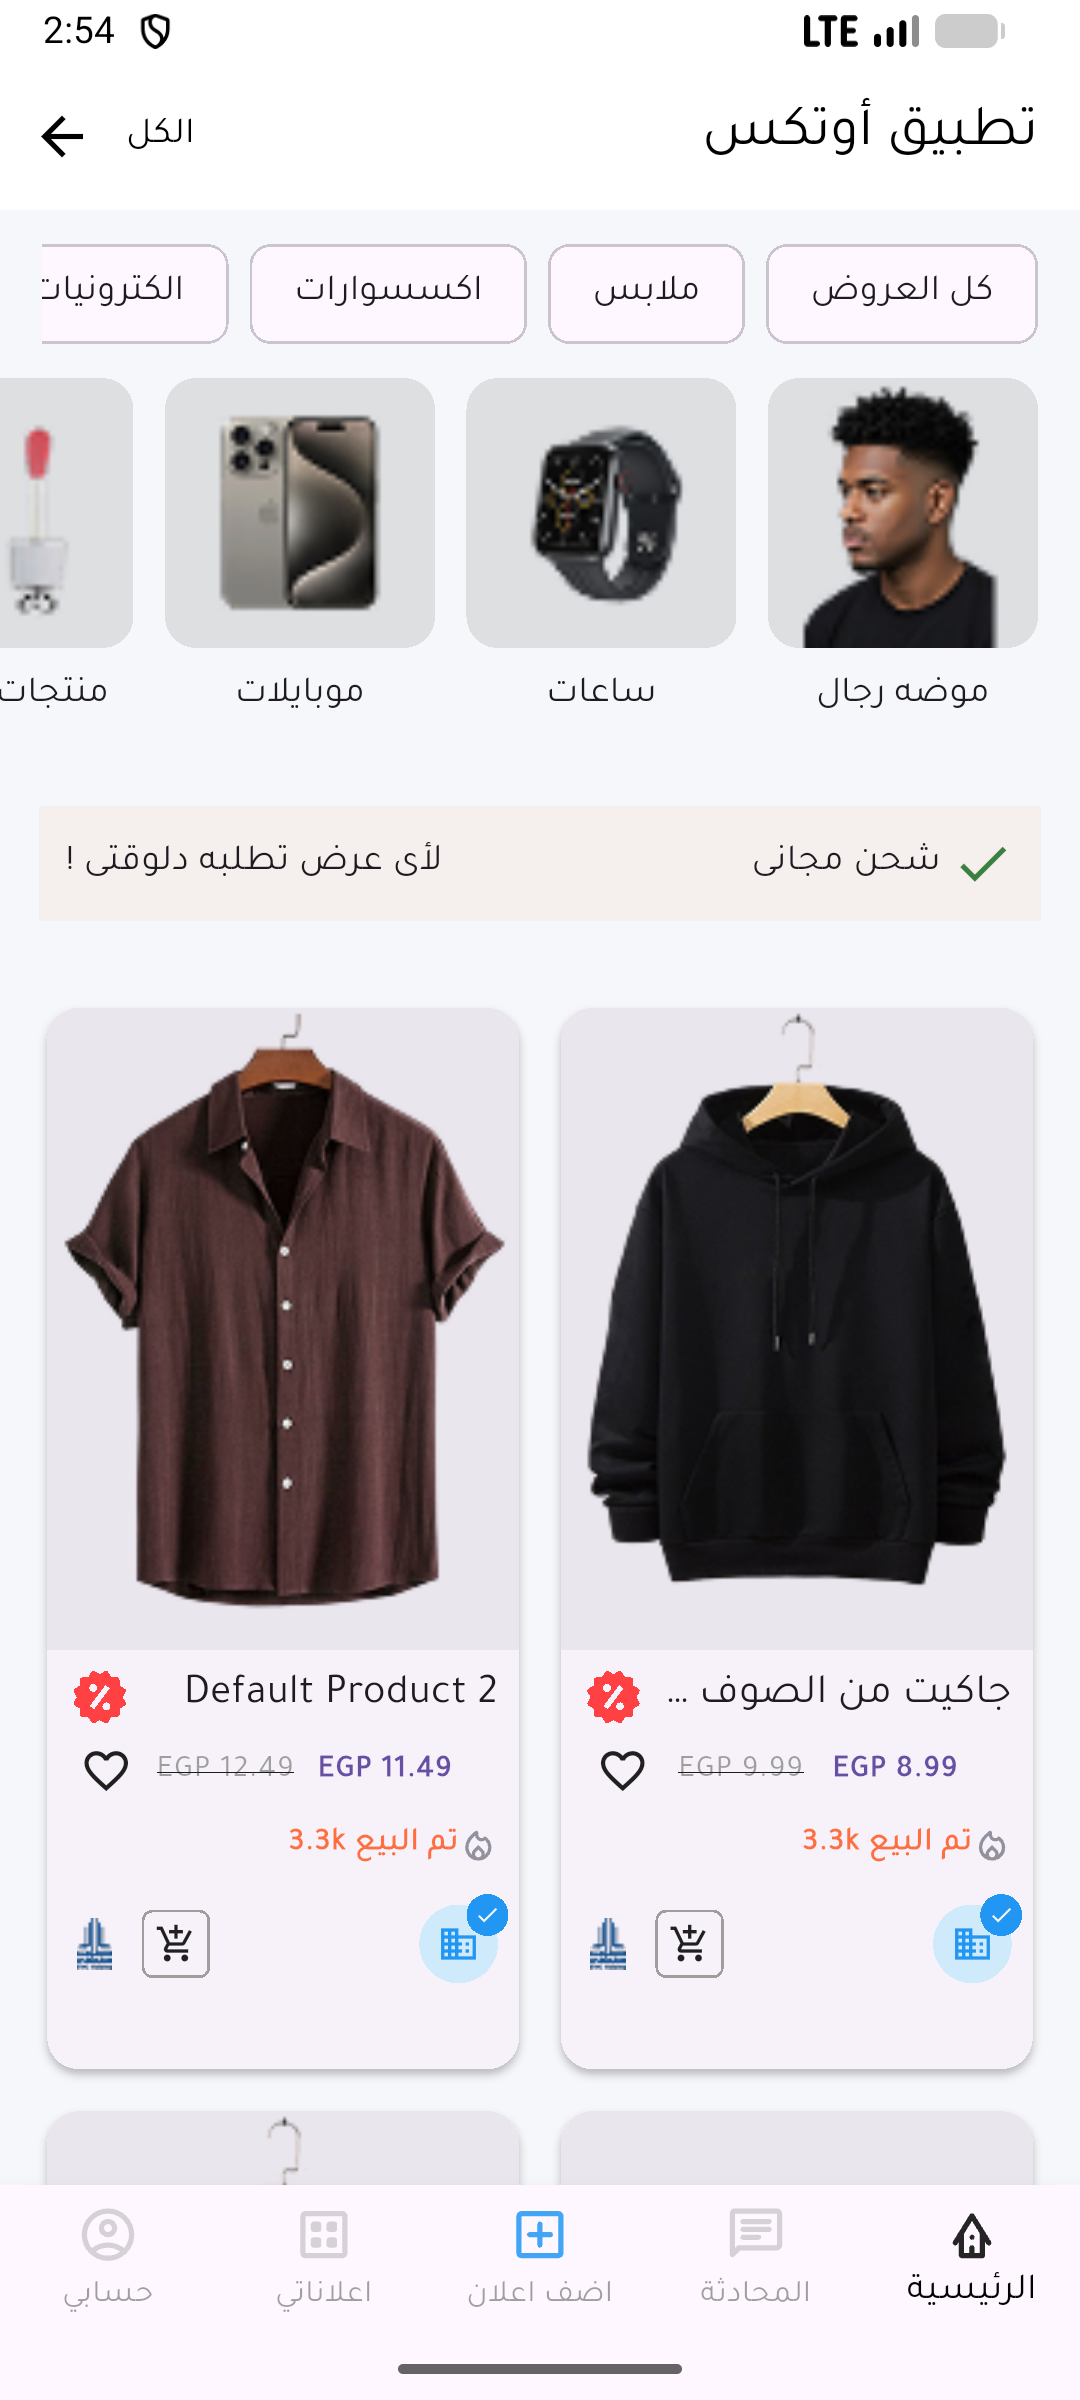 2:54 LTE
تطبيق أوتكس
الكل
كل العروض
ملابس
اكسسوارات
الكترونيات
موضه رجال
ساعات
موبايلات
منتجات
شحن مجانى
لأى عرض تطلبه دلوقتى !
جاكيت من الصوف ...
EGP 8.99 EGP 9.99
تم البيع 3.3k
Default Product 2
EGP 11.49 EGP 12.49
تم البيع 3.3k
الرئيسية
المحادثة
اضف اعلان
اعلاناتي
حسابي